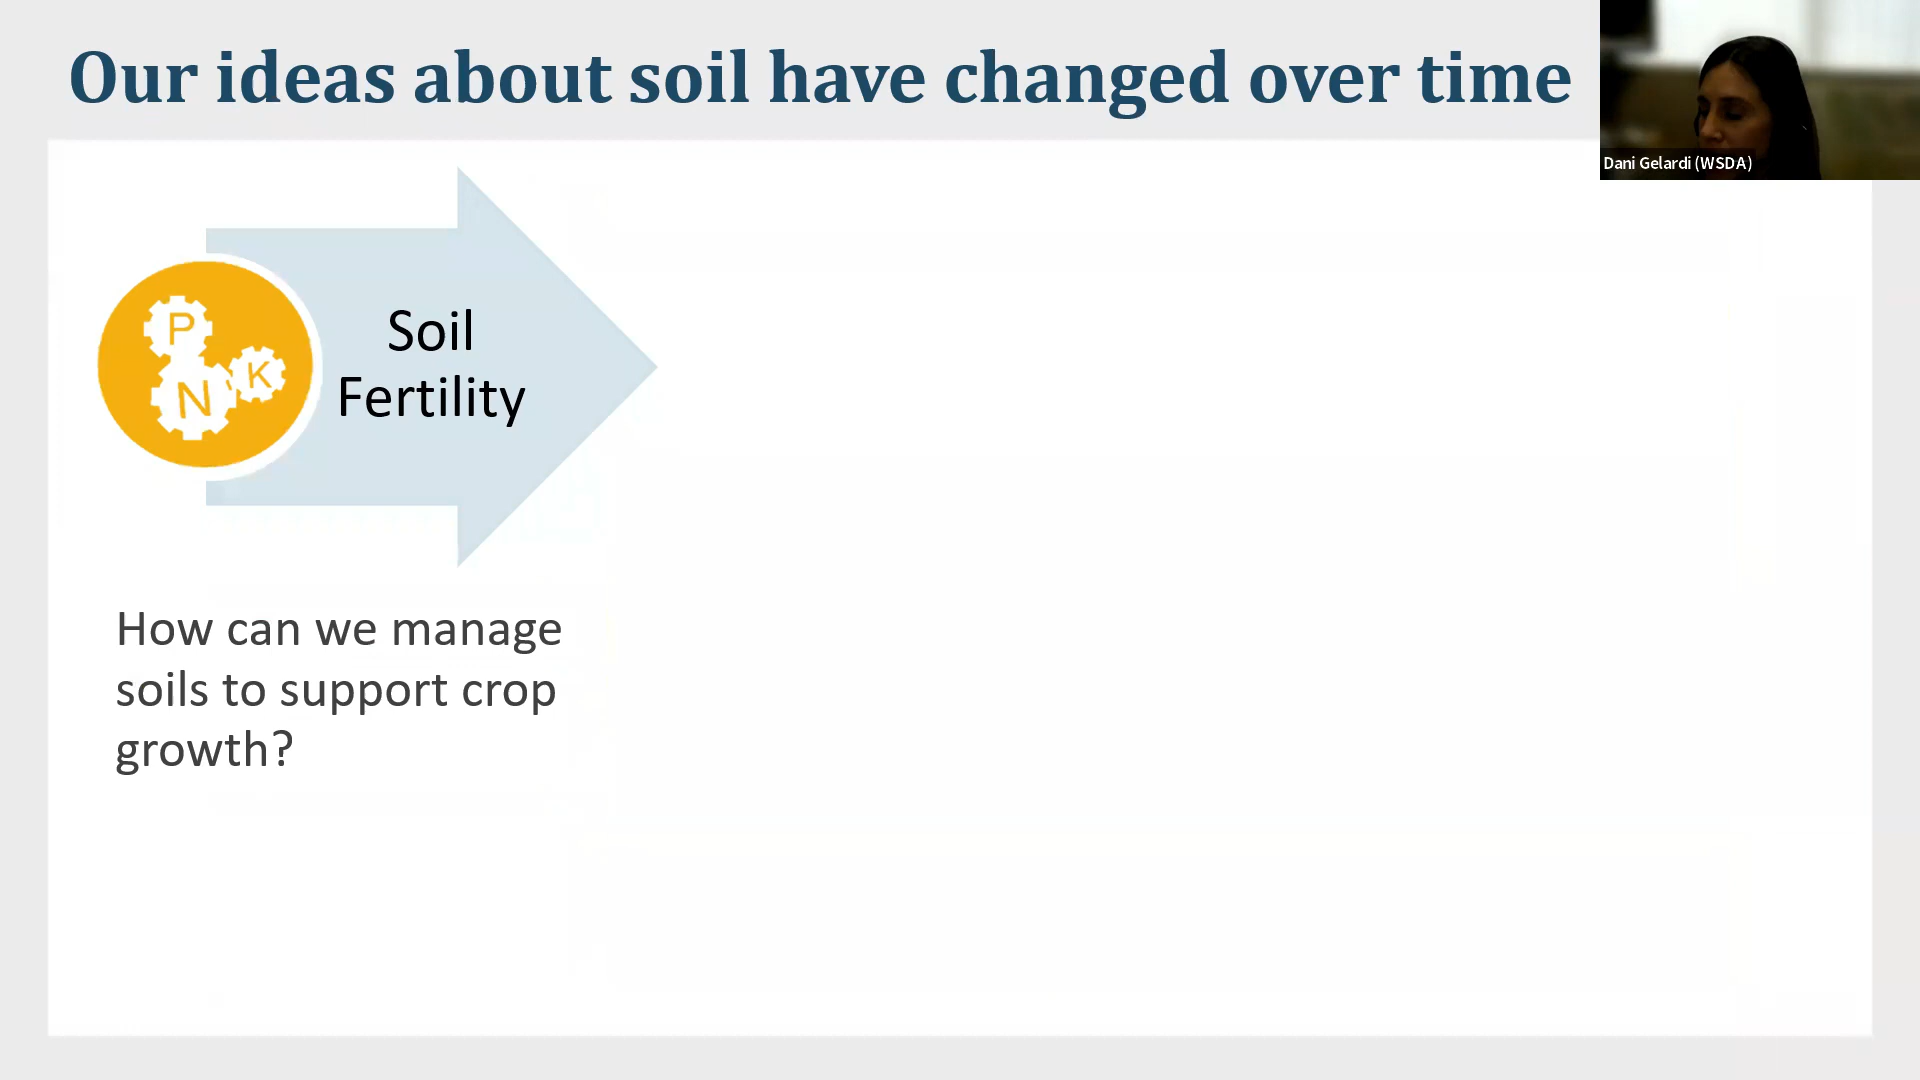 Our ideas about soil have changed over time
Dani Gelardi (WSDA)
P
N
K
Soil
Fertility
How can we manage
soils to support crop
growth?